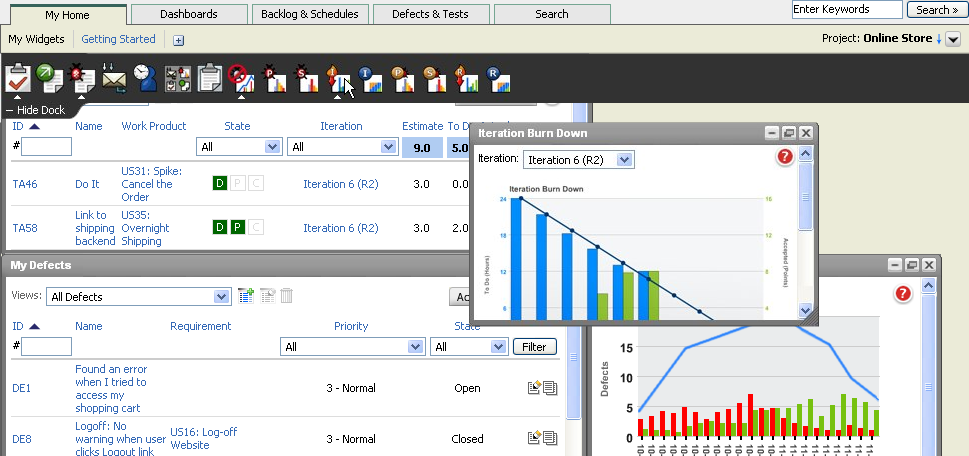 My Home
Dashboards
Backlog & Schedules
Defects & Tests
Search
Enter Keywords
Search »
My Widgets
Getting Started
Project: Online Store
Hide Dock
ID Name Work Product State Iteration Estimate To D
# All All 9.0 5.0
TA46 Do It US31: Spike: Cancel the Order D P C Iteration 6 (R2) 3.0 0.0
TA58 Link to shipping backend US35: Overnight Shipping D P C Iteration 6 (R2) 3.0 2.0
Iteration Burn Down
Iteration: Iteration 6 (R2)
Iteration Burn Down
24
18
12
6
To Do (Hours)
16
12
8
4
Accepted (Points)
My Defects
Views: All Defects
Ac
ID Name Requirement Priority State
# All All Filter
DE1 Found an error when I tried to access my shopping cart 3 - Normal Open
DE8 Logoff: No warning when user clicks Logout link US16: Log-off Website 3 - Normal Closed
Defects
15
10
5
0